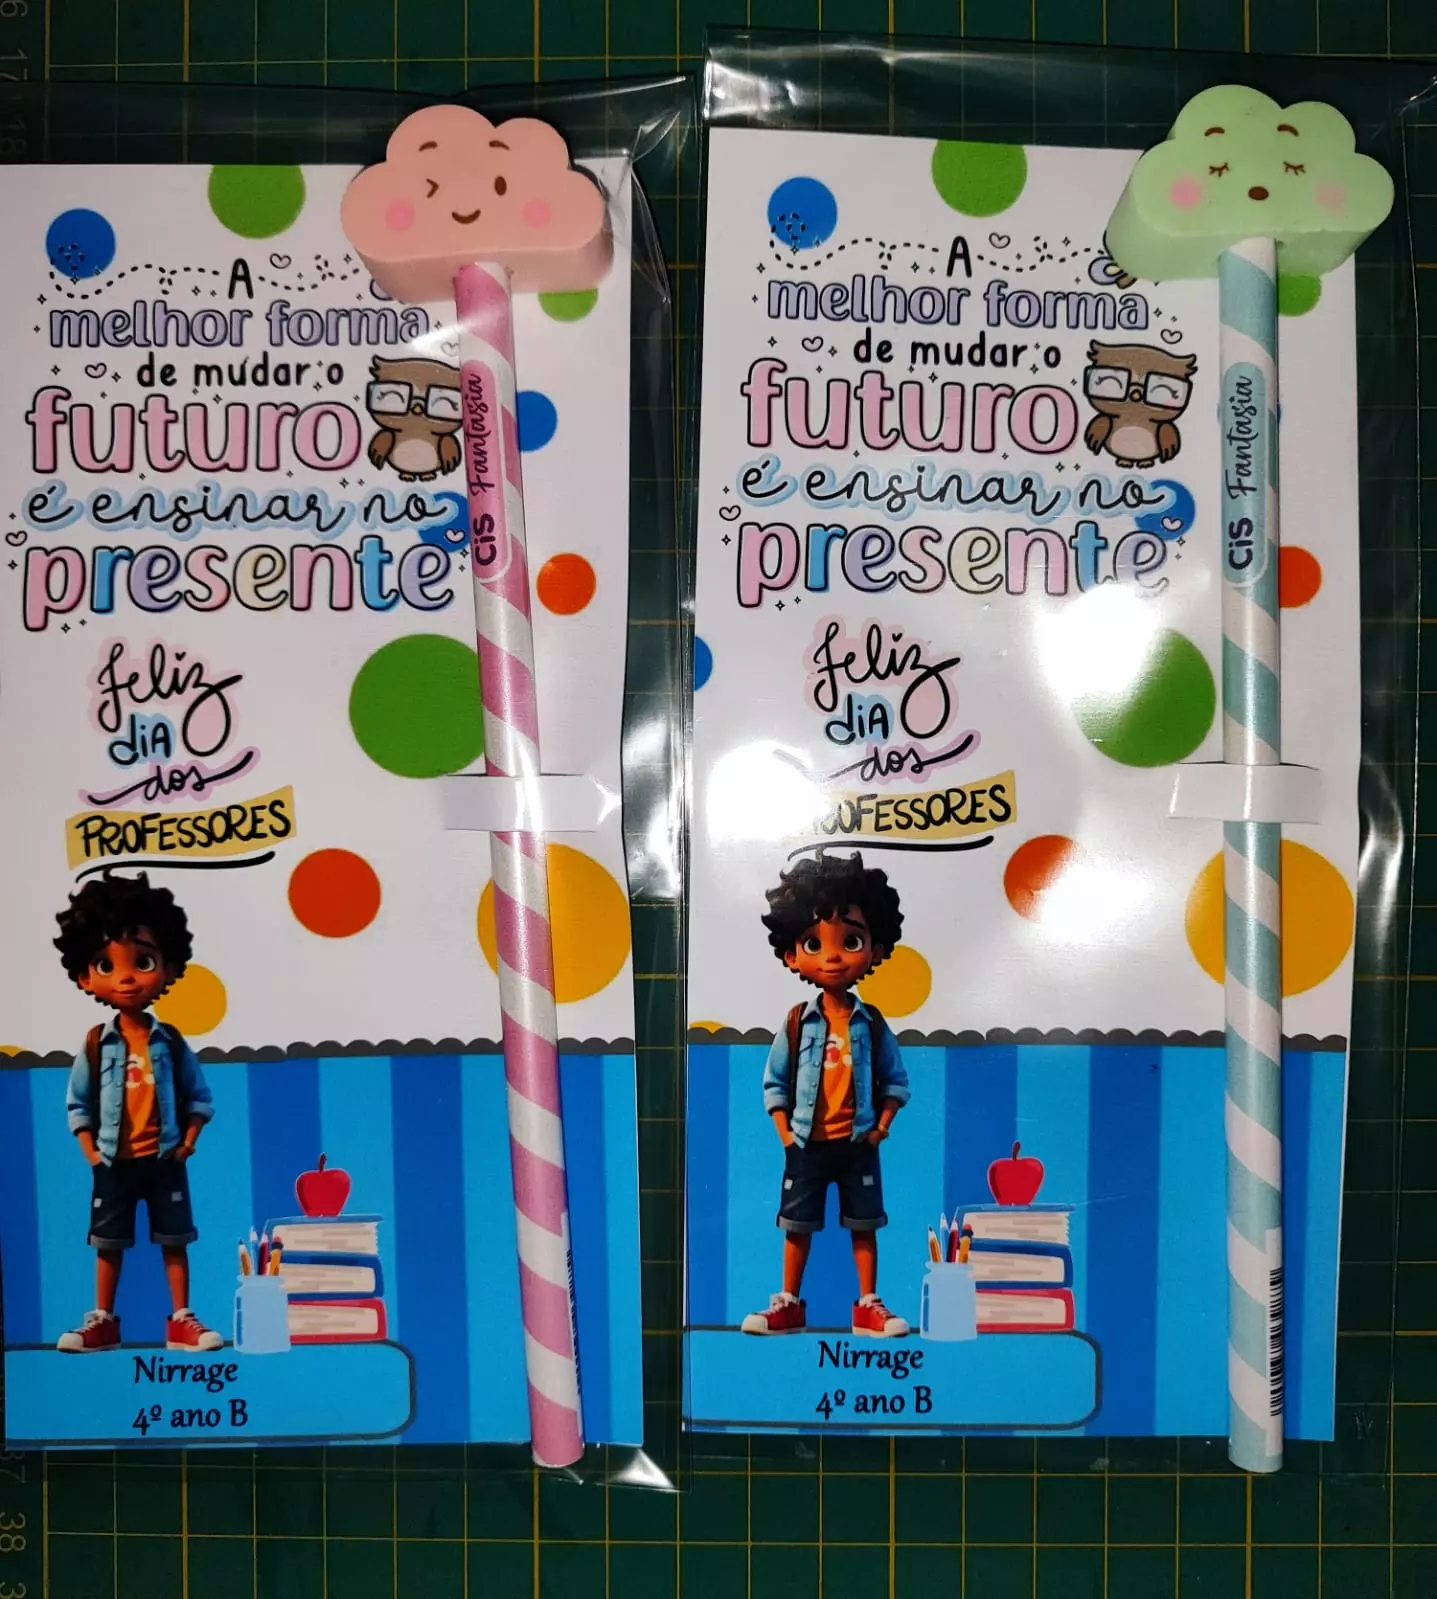 A
melhor forma
de mudar o
futuro
é ensinar no
presente
feliz
dia
dos
PROFESSORES
Nirrage
4º ano B
cis Fantasia
A
melhor forma
de mudar o
futuro
é ensinar no
presente
feliz
dia
dos
PROFESSORES
Nirrage
4º ano B
cis Fantasia
38